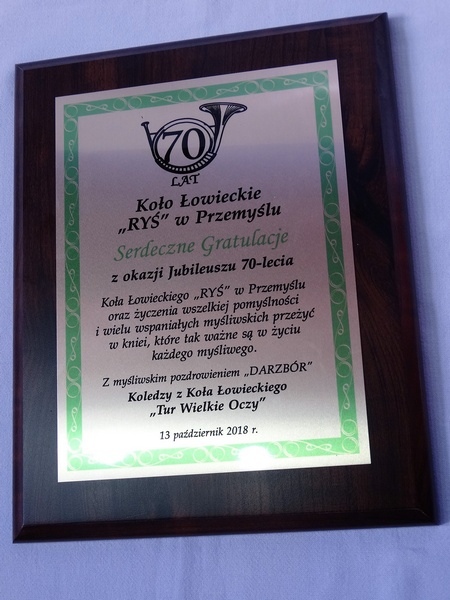 70
LAT
Koło Łowieckie
„RYŚ” w Przemyślu
Serdeczne Gratulacje
z okazji Jubileuszu 70-lecia
Koła Łowieckiego „RYŚ” w Przemyślu
oraz życzenia wszelkiej pomyślności
i wielu wspaniałych myśliwskich przeżyć
w kniei, które tak ważne są w życiu
każdego myśliwego.
Z myśliwskim pozdrowieniem „DARZBÓR”
Koledzy z Koła Łowieckiego
„Tur Wielkie Oczy”
13 październik 2018 r.